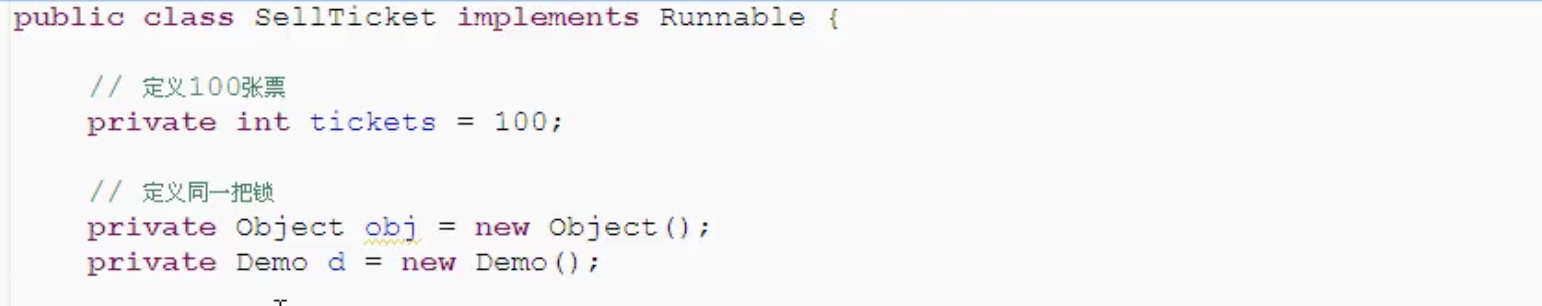 public class SellTicket implements Runnable {
// 定义100张票
private int tickets = 100;
// 定义同一把锁
private Object obj = new Object();
private Demo d = new Demo();